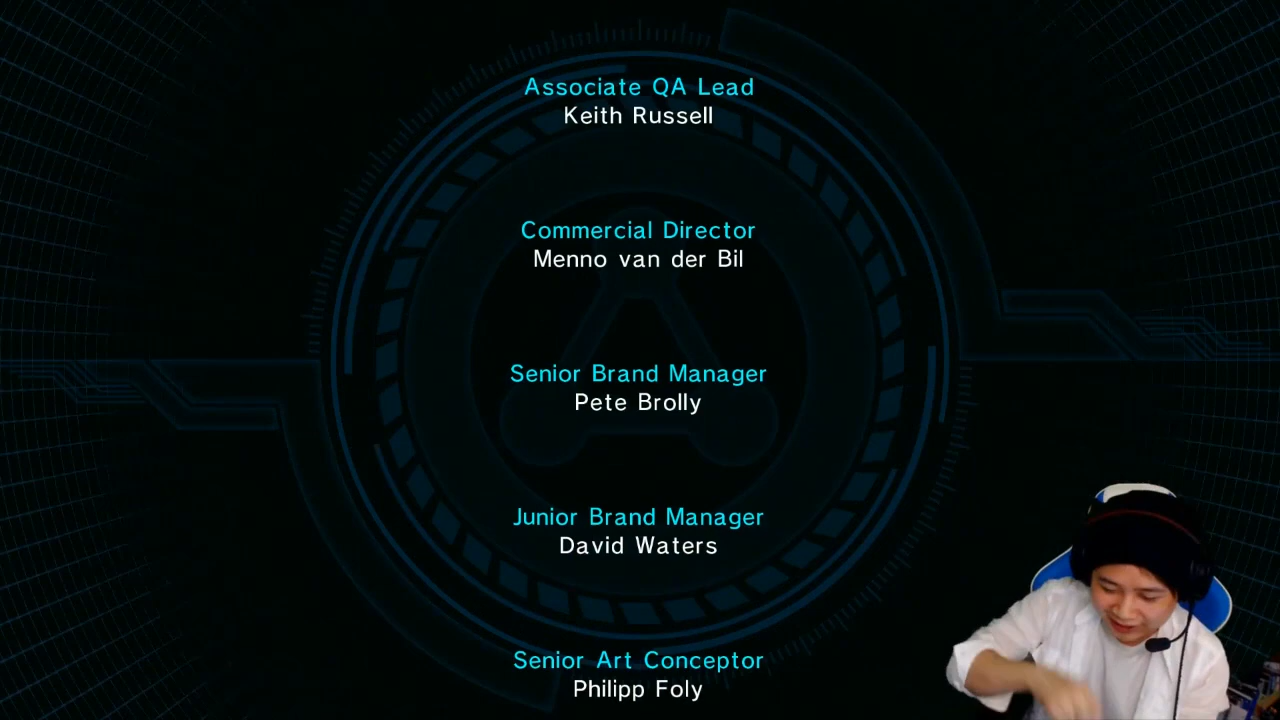 Associate QA Lead
Keith Russell
Commercial Director
Menno van der Bil
Senior Brand Manager
Pete Brolly
Junior Brand Manager
David Waters
Senior Art Conceptor
Philipp Foly